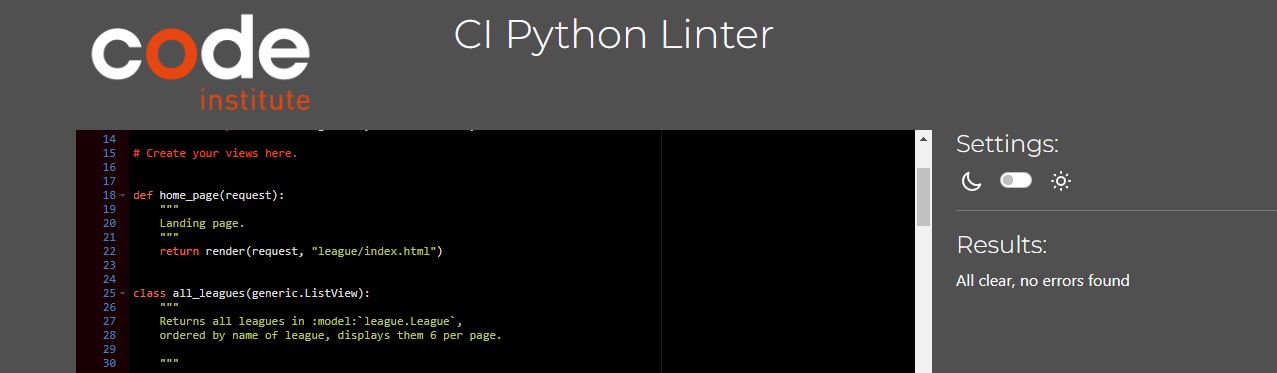 code
institute
CI Python Linter
14
15 # Create your views here.
16
17
18 def home_page(request):
19 """
20 Landing page.
21 """
22 return render(request, "league/index.html")
23
24
25 class all_leagues(generic.ListView):
26 """
27 Returns all leagues in :model:`league.League`,
28 ordered by name of league, displays them 6 per page.
29
30 """
Settings:
Results:
All clear, no errors found